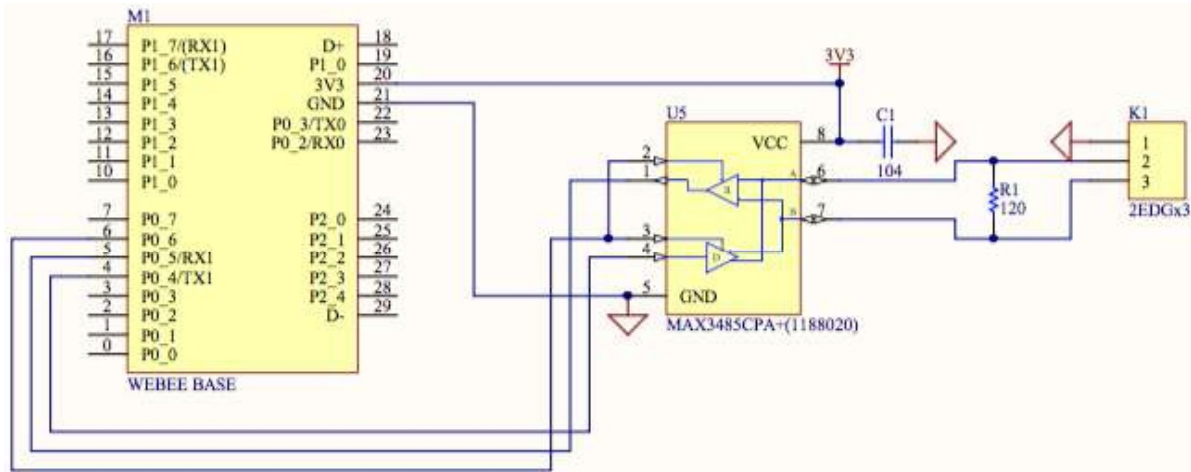 M1
17 P1_7/(RX1) D+ 18
16 P1_6/(TX1) P1_0 19
15 P1_5 3V3 20
14 P1_4 GND 21
13 P1_3 P0_3/TX0 22
12 P1_2 P0_2/RX0 23
11 P1_1
10 P1_0
7 P0_7 P2_0 24
6 P0_6 P2_1 25
5 P0_5/RX1 P2_2 26
4 P0_4/TX1 P2_3 27
3 P0_3 P2_4 28
2 P0_2 D- 29
1 P0_1
0 P0_0
WEBEE BASE
3V3
U5
VCC 8
2
1
R
A 6
B 7
3
4
D
5 GND
MAX3485CPA+(1188020)
C1
104
R1
120
K1
1
2
3
2EDGx3